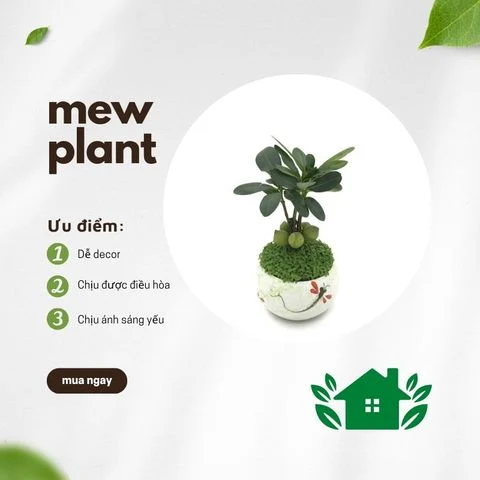 mew
plant
Ưu điểm:
1 Dễ decor
2 Chịu được điều hòa
3 Chịu ánh sáng yếu
mua ngay